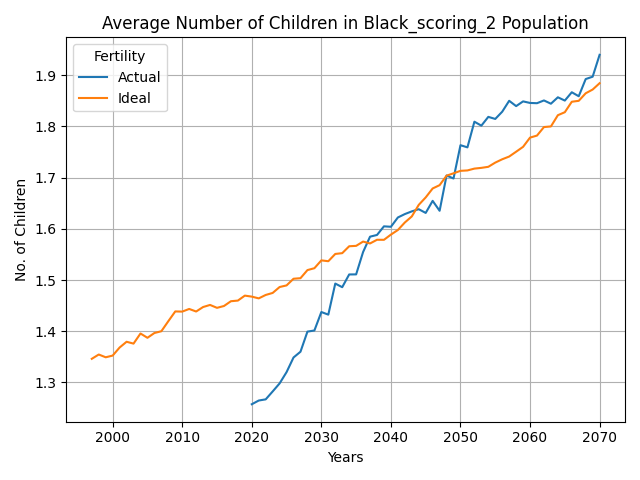 Average Number of Children in Black_scoring_2 Population
Fertility
Actual
Ideal
No. of Children
1.9
1.8
1.7
1.6
1.5
1.4
1.3
2000 2010 2020 2030 2040 2050 2060 2070
Years